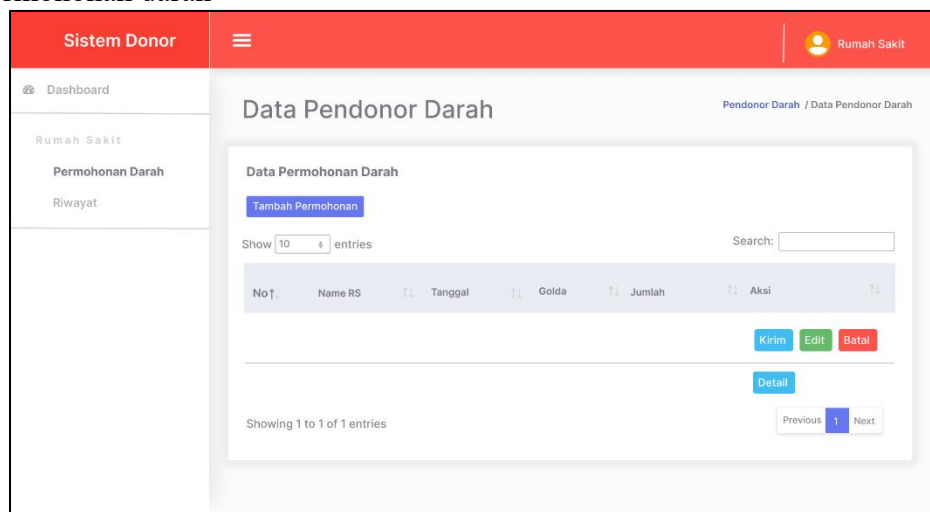 Sistem Donor
Rumah Sakit
Dashboard
Rumah Sakit
Permohonan Darah
Riwayat
Data Pendonor Darah
Pendonor Darah / Data Pendonor Darah
Data Permohonan Darah
Tambah Permohonan
Show 10 entries
Search:
No Name RS Tanggal Golda Jumlah Aksi
Kirim Edit Batal
Detail
Showing 1 to 1 of 1 entries
Previous 1 Next